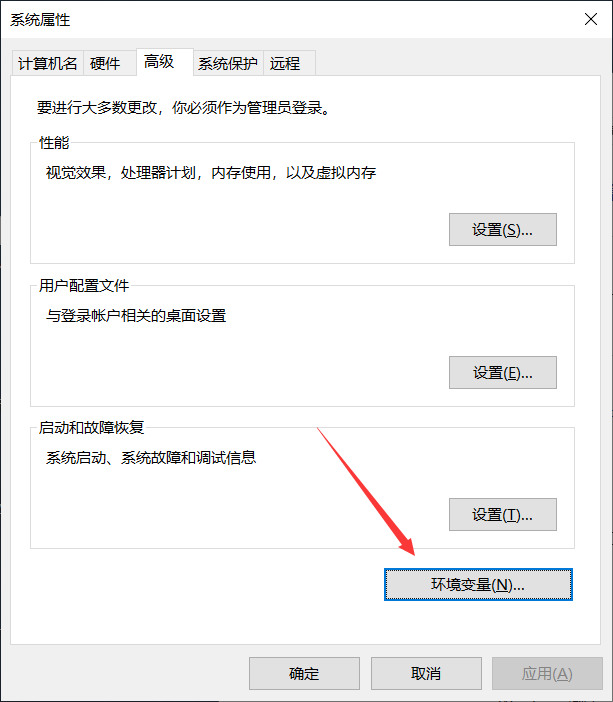 系统属性
计算机名 硬件 高级 系统保护 远程
要进行大多数更改，你必须作为管理员登录。
性能
视觉效果，处理器计划，内存使用，以及虚拟内存
设置(S)...
用户配置文件
与登录帐户相关的桌面设置
设置(E)...
启动和故障恢复
系统启动、系统故障和调试信息
设置(T)...
环境变量(N)...
确定 取消 应用(A)